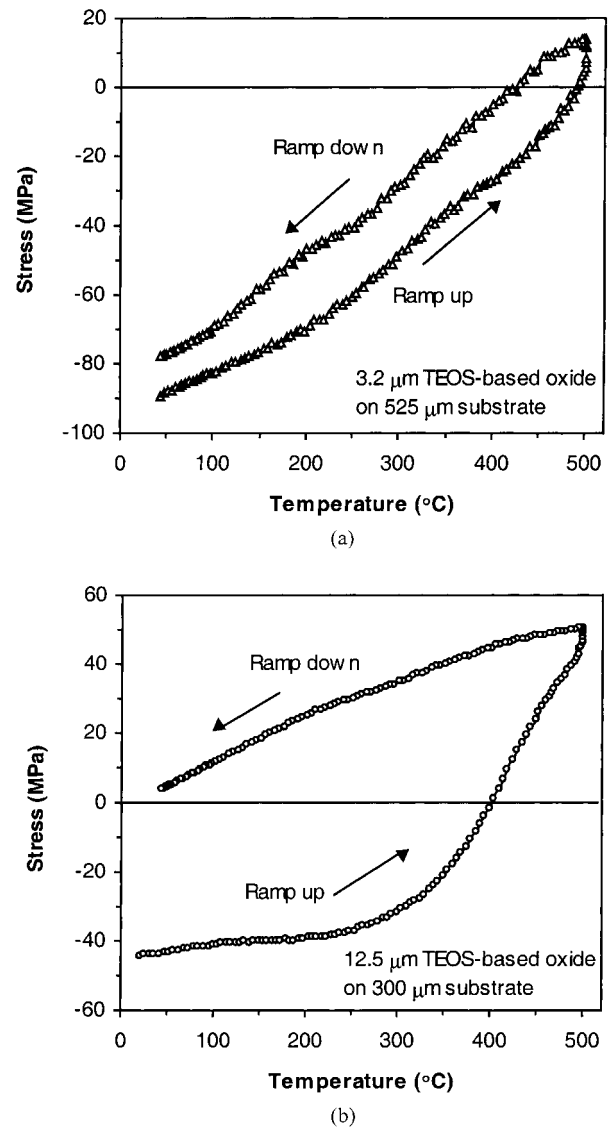 20
0
-20
-40
-60
-80
-100
Stress (MPa)
Ramp down
Ramp up
3.2 μm TEOS-based oxide
on 525 μm substrate
0 100 200 300 400 500
Temperature (°C)
(a)
60
40
20
0
-20
-40
-60
Stress (MPa)
Ramp down
Ramp up
12.5 μm TEOS-based oxide
on 300 μm substrate
0 100 200 300 400 500
Temperature (°C)
(b)